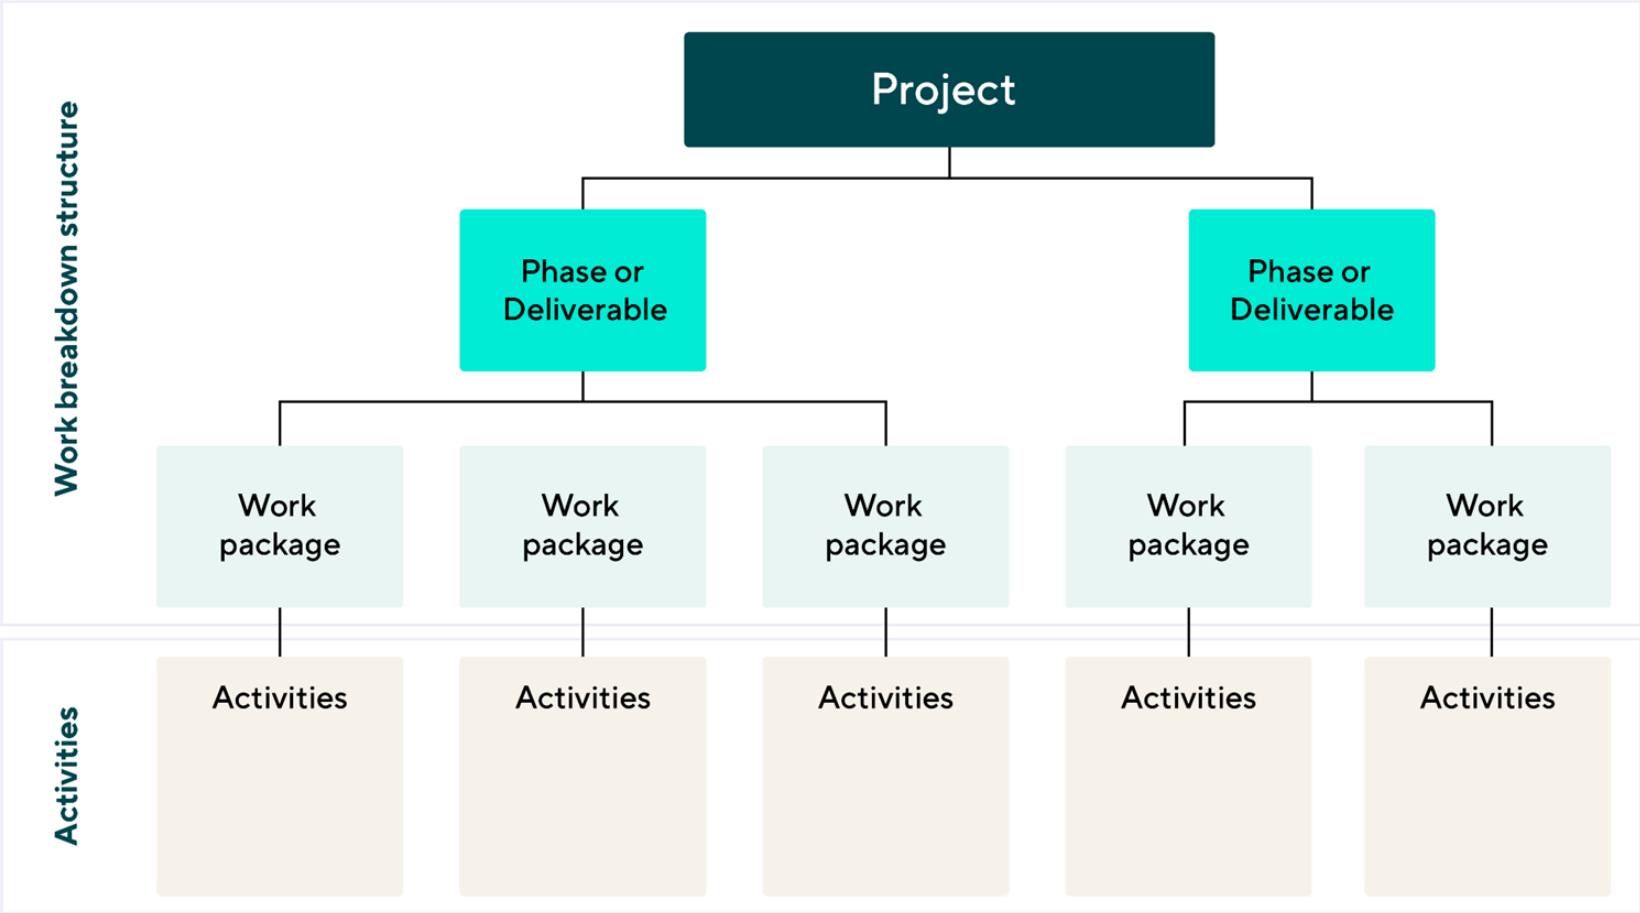 Work breakdown structure
Project
Phase or
Deliverable
Phase or
Deliverable
Work
package
Work
package
Work
package
Work
package
Work
package
Activities
Activities
Activities
Activities
Activities
Activities